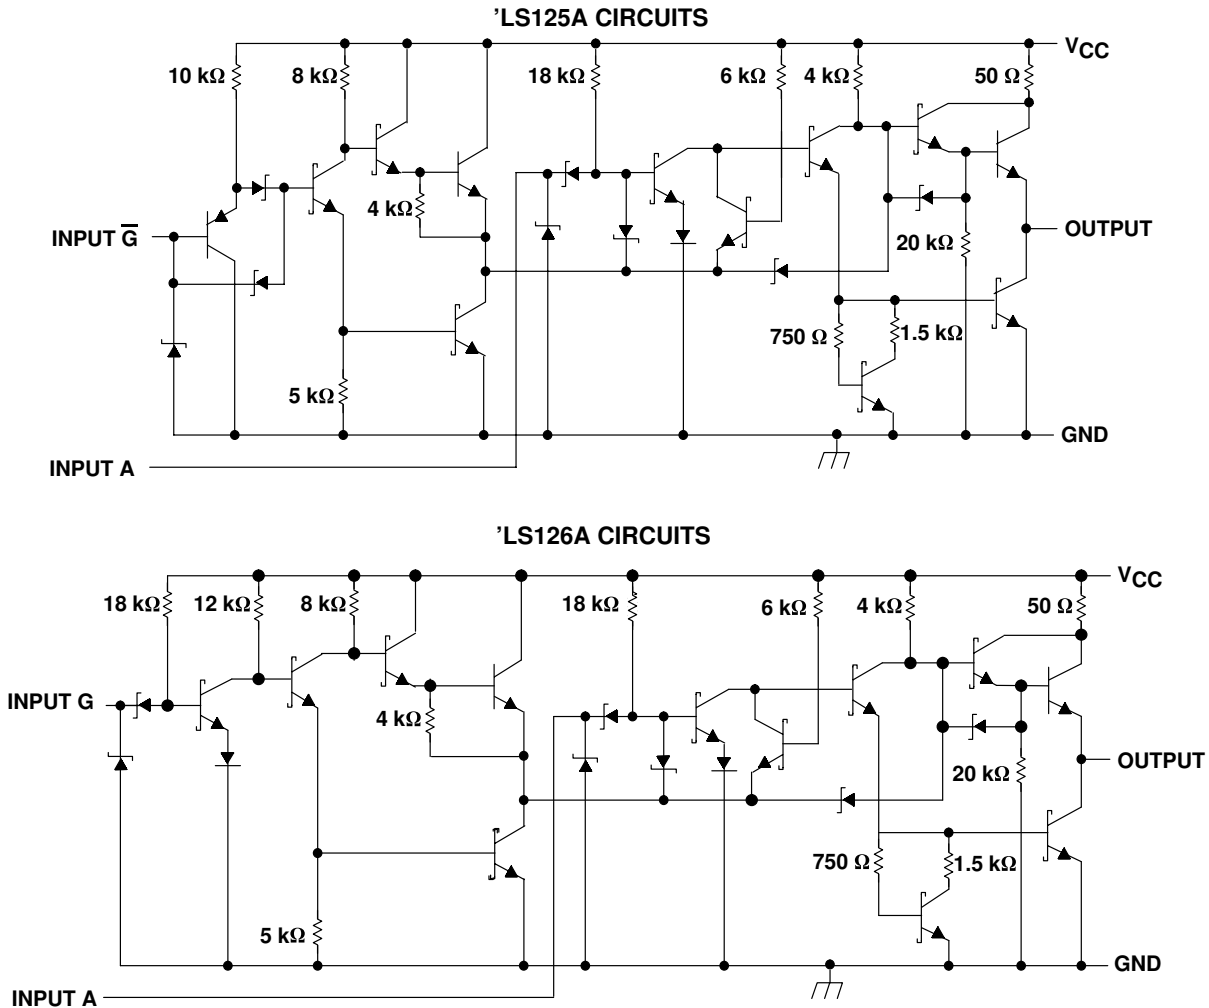 'LS125A CIRCUITS
VCC
10 kΩ
8 kΩ
18 kΩ
6 kΩ
4 kΩ
50 Ω
4 kΩ
INPUT G̅
20 kΩ
OUTPUT
750 Ω
1.5 kΩ
5 kΩ
GND
INPUT A
'LS126A CIRCUITS
VCC
18 kΩ
12 kΩ
8 kΩ
18 kΩ
6 kΩ
4 kΩ
50 Ω
INPUT G
4 kΩ
20 kΩ
OUTPUT
750 Ω
1.5 kΩ
5 kΩ
GND
INPUT A